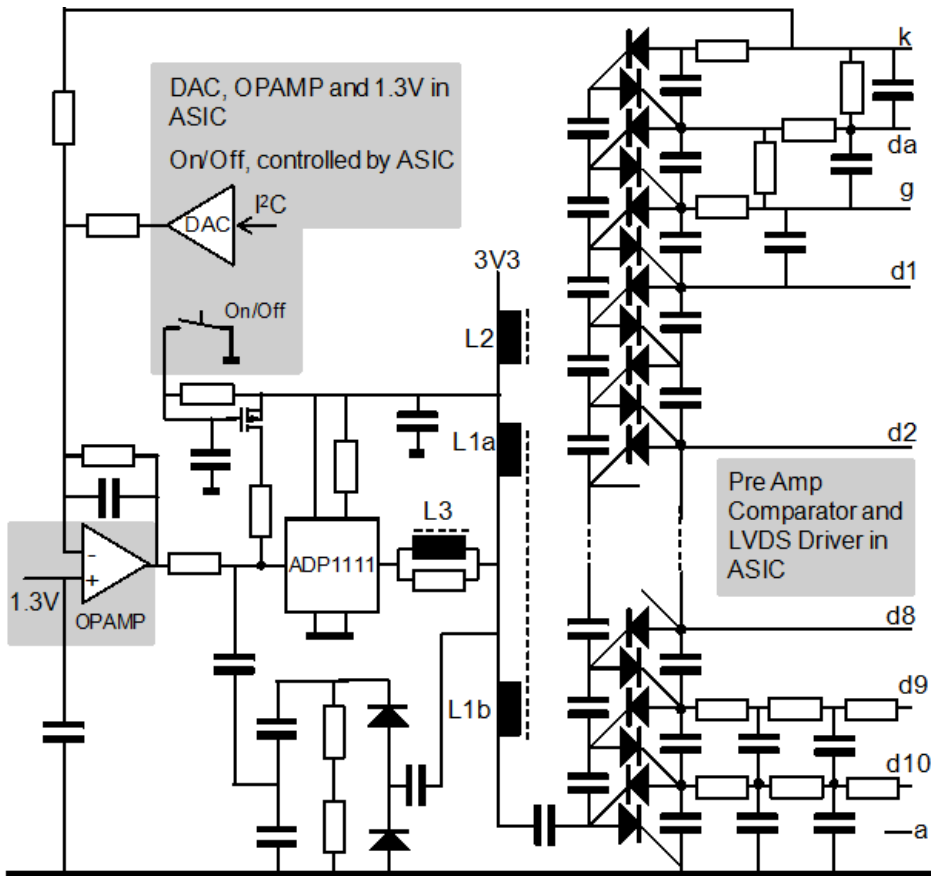 k
DAC, OPAMP and 1.3V in
ASIC
On/Off, controlled by ASIC
da
I²C
DAC
g
3V3
d1
On/Off
L2
L1a
d2
Pre Amp
Comparator and
LVDS Driver in
ASIC
L3
-
ADP1111
+
1.3V
OPAMP
d8
d9
L1b
d10
a